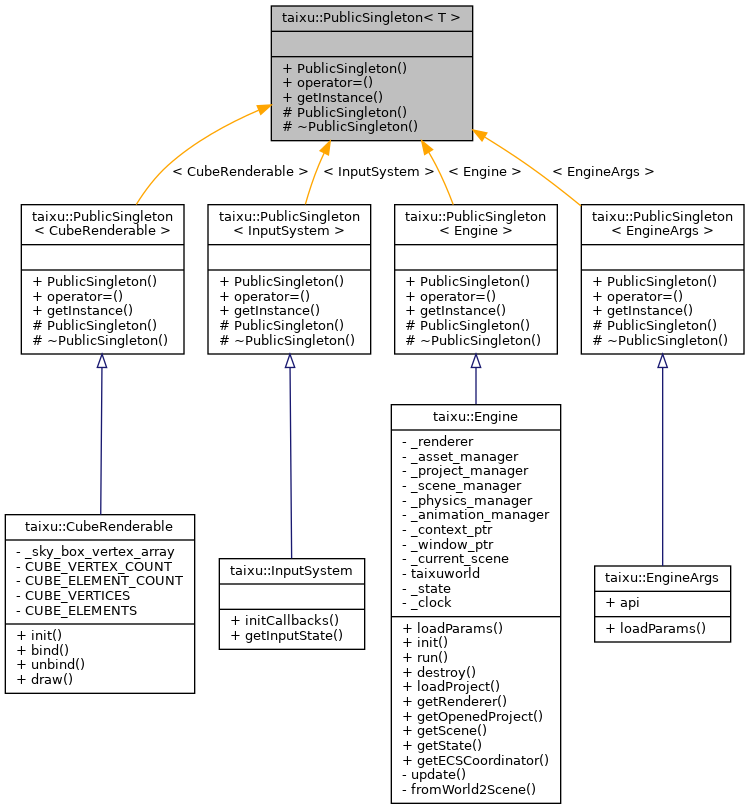 taixu::PublicSingleton< T >
+ PublicSingleton()
+ operator=()
+ getInstance()
# PublicSingleton()
# ~PublicSingleton()
< CubeRenderable >
< InputSystem >
< Engine >
< EngineArgs >
taixu::PublicSingleton
< CubeRenderable >
+ PublicSingleton()
+ operator=()
+ getInstance()
# PublicSingleton()
# ~PublicSingleton()
taixu::PublicSingleton
< InputSystem >
+ PublicSingleton()
+ operator=()
+ getInstance()
# PublicSingleton()
# ~PublicSingleton()
taixu::PublicSingleton
< Engine >
+ PublicSingleton()
+ operator=()
+ getInstance()
# PublicSingleton()
# ~PublicSingleton()
taixu::PublicSingleton
< EngineArgs >
+ PublicSingleton()
+ operator=()
+ getInstance()
# PublicSingleton()
# ~PublicSingleton()
taixu::CubeRenderable
- _sky_box_vertex_array
- CUBE_VERTEX_COUNT
- CUBE_ELEMENT_COUNT
- CUBE_VERTICES
- CUBE_ELEMENTS
+ init()
+ bind()
+ unbind()
+ draw()
taixu::InputSystem
+ initCallbacks()
+ getInputState()
taixu::Engine
- _renderer
- _asset_manager
- _project_manager
- _scene_manager
- _physics_manager
- _animation_manager
- _context_ptr
- _window_ptr
- _current_scene
- taixuworld
- _state
- _clock
+ loadParams()
+ init()
+ run()
+ destroy()
+ loadProject()
+ getRenderer()
+ getOpenedProject()
+ getScene()
+ getState()
+ getECSCoordinator()
- update()
- fromWorld2Scene()
taixu::EngineArgs
+ api
+ loadParams()